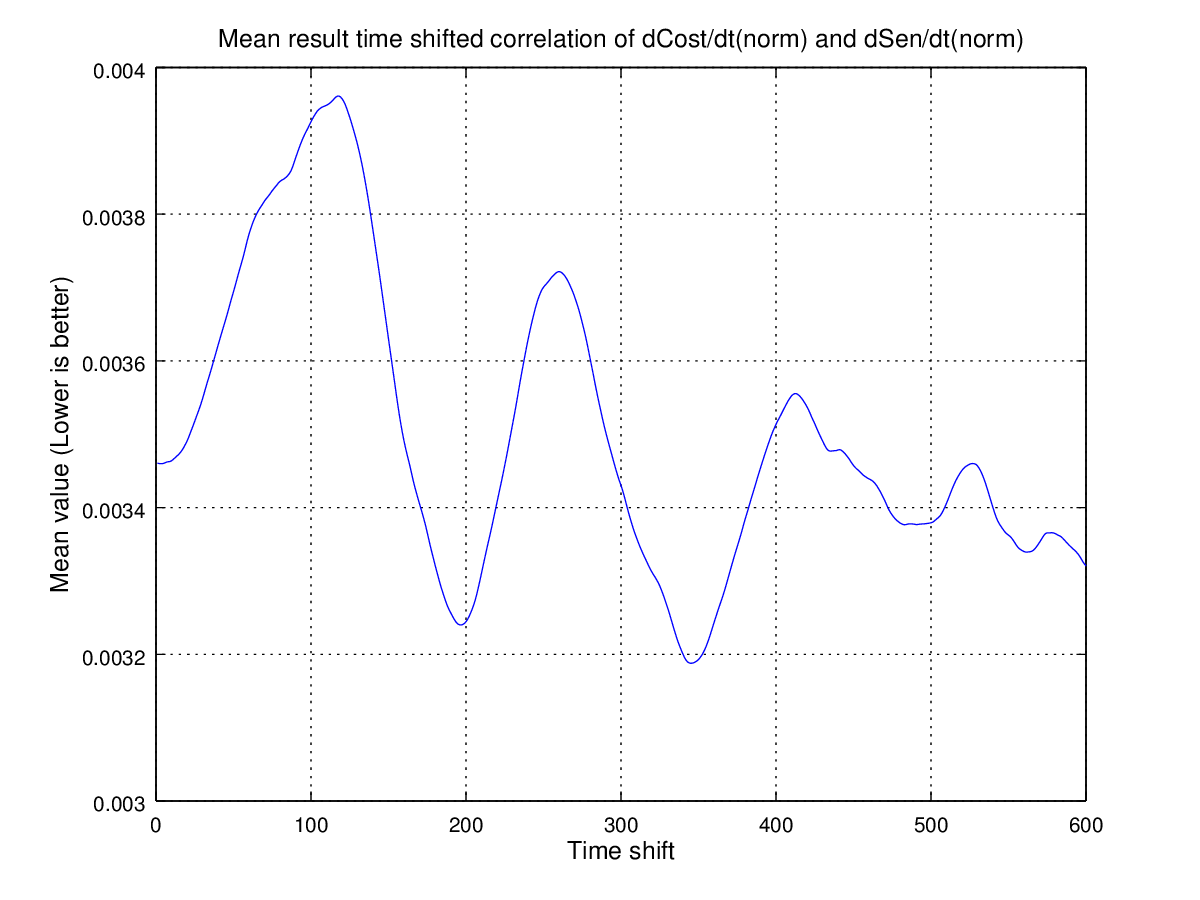 Mean result time shifted correlation of dCost/dt(norm) and dSen/dt(norm)
Mean value (Lower is better)
0.004
0.0038
0.0036
0.0034
0.0032
0.003
0 100 200 300 400 500 600
Time shift